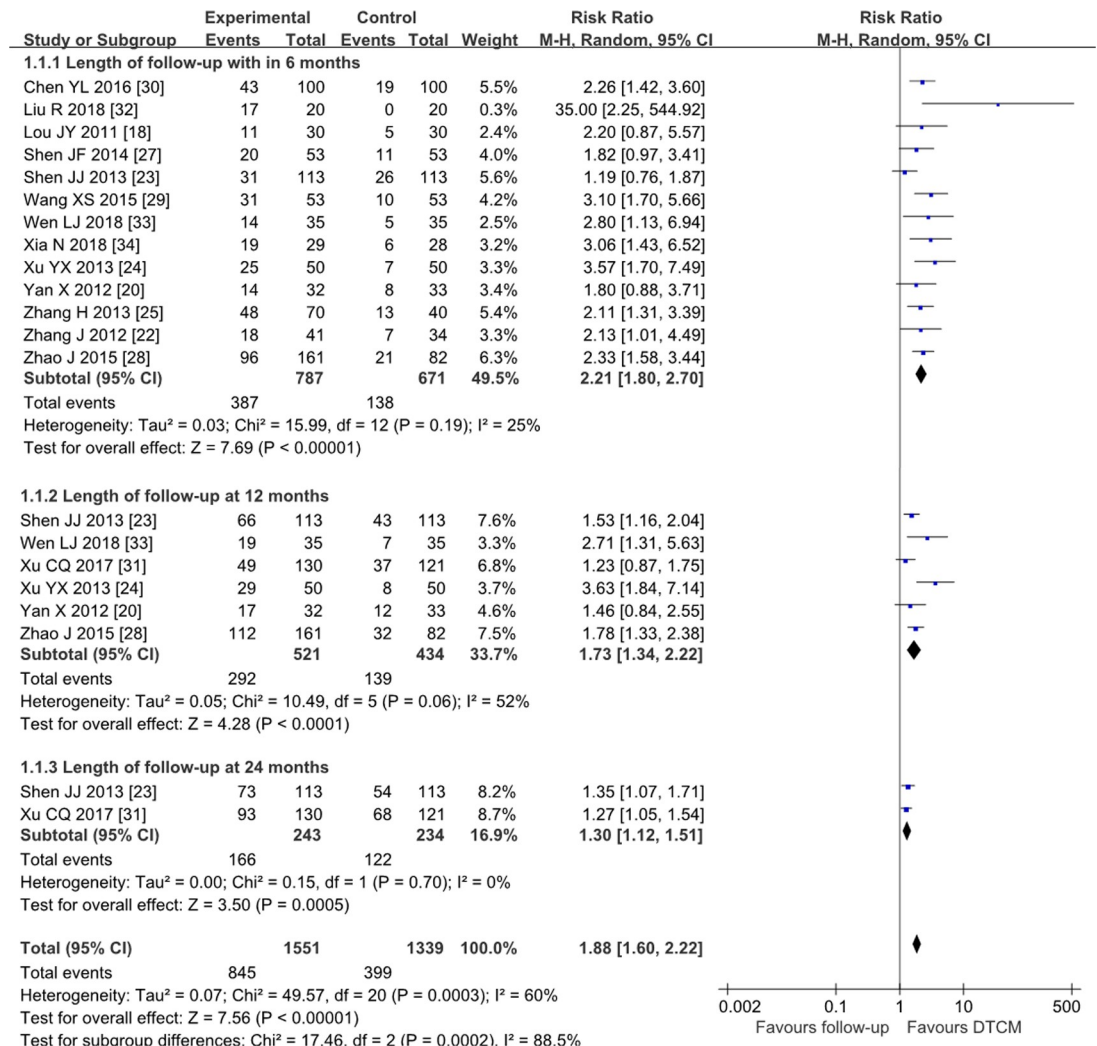 Experimental Control Risk Ratio Risk Ratio
Study or Subgroup Events Total Events Total Weight M-H, Random, 95% CI M-H, Random, 95% CI
1.1.1 Length of follow-up with in 6 months
Chen YL 2016 [30] 43 100 19 100 5.5% 2.26 [1.42, 3.60]
Liu R 2018 [32] 17 20 0 20 0.3% 35.00 [2.25, 544.92]
Lou JY 2011 [18] 11 30 5 30 2.4% 2.20 [0.87, 5.57]
Shen JF 2014 [27] 20 53 11 53 4.0% 1.82 [0.97, 3.41]
Shen JJ 2013 [23] 31 113 26 113 5.6% 1.19 [0.76, 1.87]
Wang XS 2015 [29] 31 53 10 53 4.2% 3.10 [1.70, 5.66]
Wen LJ 2018 [33] 14 35 5 35 2.5% 2.80 [1.13, 6.94]
Xia N 2018 [34] 19 29 6 28 3.2% 3.06 [1.43, 6.52]
Xu YX 2013 [24] 25 50 7 50 3.3% 3.57 [1.70, 7.49]
Yan X 2012 [20] 14 32 8 33 3.4% 1.80 [0.88, 3.71]
Zhang H 2013 [25] 48 70 13 40 5.4% 2.11 [1.31, 3.39]
Zhang J 2012 [22] 18 41 7 34 3.3% 2.13 [1.01, 4.49]
Zhao J 2015 [28] 96 161 21 82 6.3% 2.33 [1.58, 3.44]
Subtotal (95% CI) 787 671 49.5% 2.21 [1.80, 2.70]
Total events 387 138
Heterogeneity: Tau² = 0.03; Chi² = 15.99, df = 12 (P = 0.19); I² = 25%
Test for overall effect: Z = 7.69 (P < 0.00001)
1.1.2 Length of follow-up at 12 months
Shen JJ 2013 [23] 66 113 43 113 7.6% 1.53 [1.16, 2.04]
Wen LJ 2018 [33] 19 35 7 35 3.3% 2.71 [1.31, 5.63]
Xu CQ 2017 [31] 49 130 37 121 6.8% 1.23 [0.87, 1.75]
Xu YX 2013 [24] 29 50 8 50 3.7% 3.63 [1.84, 7.14]
Yan X 2012 [20] 17 32 12 33 4.6% 1.46 [0.84, 2.55]
Zhao J 2015 [28] 112 161 32 82 7.5% 1.78 [1.33, 2.38]
Subtotal (95% CI) 521 434 33.7% 1.73 [1.34, 2.22]
Total events 292 139
Heterogeneity: Tau² = 0.05; Chi² = 10.49, df = 5 (P = 0.06); I² = 52%
Test for overall effect: Z = 4.28 (P < 0.0001)
1.1.3 Length of follow-up at 24 months
Shen JJ 2013 [23] 73 113 54 113 8.2% 1.35 [1.07, 1.71]
Xu CQ 2017 [31] 93 130 68 121 8.7% 1.27 [1.05, 1.54]
Subtotal (95% CI) 243 234 16.9% 1.30 [1.12, 1.51]
Total events 166 122
Heterogeneity: Tau² = 0.00; Chi² = 0.15, df = 1 (P = 0.70); I² = 0%
Test for overall effect: Z = 3.50 (P = 0.0005)
Total (95% CI) 1551 1339 100.0% 1.88 [1.60, 2.22]
Total events 845 399
Heterogeneity: Tau² = 0.07; Chi² = 49.57, df = 20 (P = 0.0003); I² = 60%
Test for overall effect: Z = 7.56 (P < 0.00001)
Test for subgroup differences: Chi² = 17.46, df = 2 (P = 0.0002), I² = 88.5%
0.002 0.1 1 10 500
Favours follow-up Favours DTCM